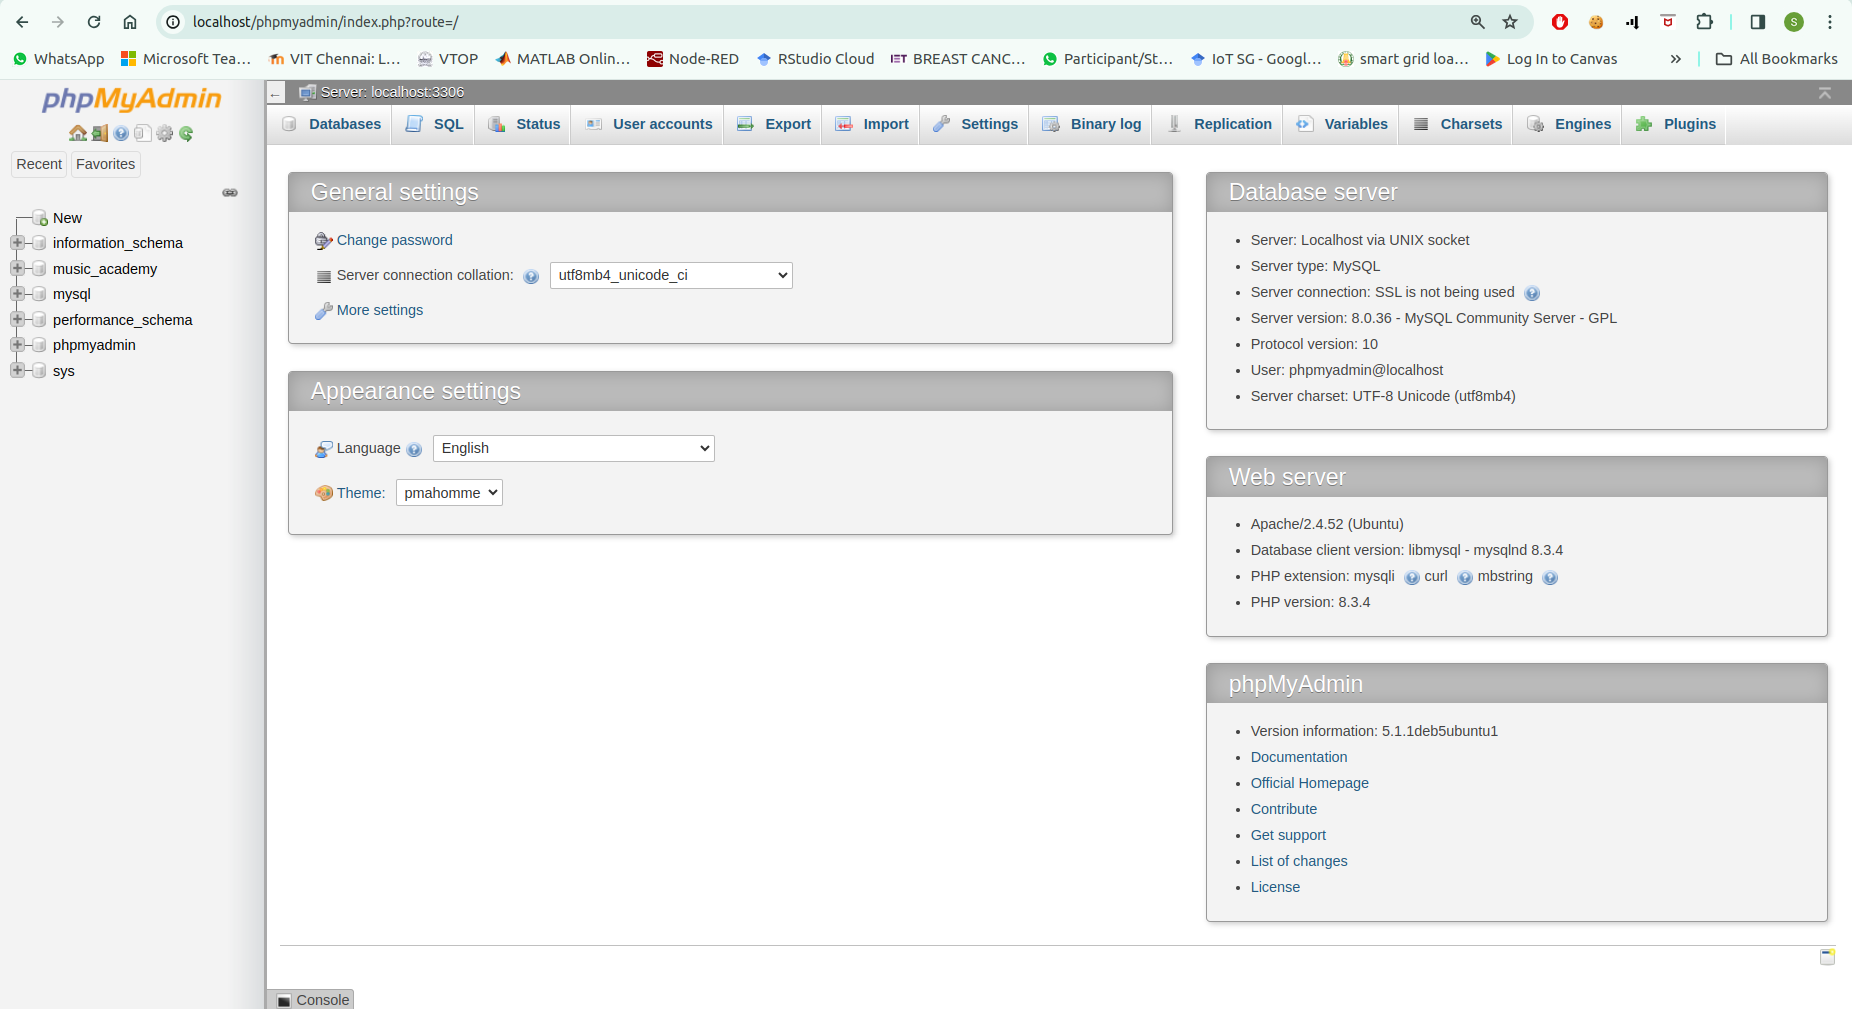 localhost/phpmyadmin/index.php?route=/
S
WhatsApp
Microsoft Tea...
VIT Chennai: L...
VTOP
MATLAB Onlin...
Node-RED
RStudio Cloud
IET BREAST CANC...
Participant/St...
IoT SG - Googl...
smart grid loa...
Log In to Canvas
»
All Bookmarks
phpMyAdmin
Recent
Favorites
New
information_schema
music_academy
mysql
performance_schema
phpmyadmin
sys
← Server: localhost:3306
Databases
SQL
Status
User accounts
Export
Import
Settings
Binary log
Replication
Variables
Charsets
Engines
Plugins
General settings
Change password
Server connection collation:
utf8mb4_unicode_ci
More settings
Appearance settings
Language
English
Theme:
pmahomme
Database server
• Server: Localhost via UNIX socket
• Server type: MySQL
• Server connection: SSL is not being used
• Server version: 8.0.36 - MySQL Community Server - GPL
• Protocol version: 10
• User: phpmyadmin@localhost
• Server charset: UTF-8 Unicode (utf8mb4)
Web server
• Apache/2.4.52 (Ubuntu)
• Database client version: libmysql - mysqlnd 8.3.4
• PHP extension: mysqli curl mbstring
• PHP version: 8.3.4
phpMyAdmin
• Version information: 5.1.1deb5ubuntu1
• Documentation
• Official Homepage
• Contribute
• Get support
• List of changes
• License
Console